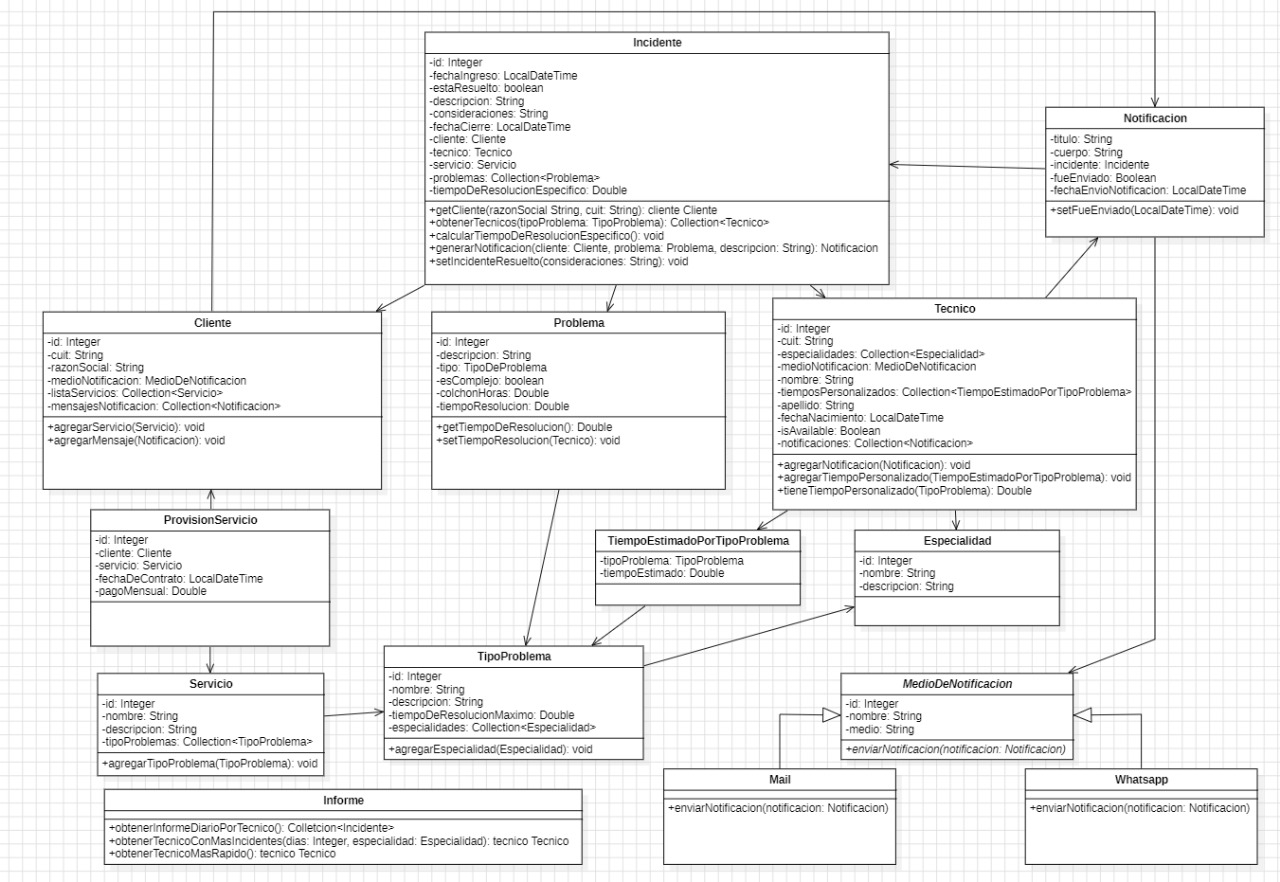 Incidente
-id: Integer
-fechaIngreso: LocalDateTime
-estaResuelto: boolean
-descripcion: String
-consideraciones: String
-fechaCierre: LocalDateTime
-cliente: Cliente
-tecnico: Tecnico
-servicio: Servicio
-problemas: Collection<Problema>
-tiempoDeResolucionEspecifico: Double
+getCliente(razonSocial String, cuit: String): cliente Cliente
+obtenerTecnicos(tipoProblema: TipoProblema): Collection<Tecnico>
+calcularTiempoDeResolucionEspecifico(): void
+generarNotificacion(cliente: Cliente, problema: Problema, descripcion: String): Notificacion
+setIncidenteResuelto(consideraciones: String): void
Notificacion
-titulo: String
-cuerpo: String
-incidente: Incidente
-fueEnviado: Boolean
-fechaEnvioNotificacion: LocalDateTime
+setFueEnviado(LocalDateTime): void
Cliente
-id: Integer
-cuit: String
-razonSocial: String
-medioNotificacion: MedioDeNotificacion
-listaServicios: Collection<Servicio>
-mensajesNotificacion: Collection<Notificacion>
+agregarServicio(Servicio): void
+agregarMensaje(Notificacion): void
Problema
-id: Integer
-descripcion: String
-tipo: TipoDeProblema
-esComplejo: boolean
-colchonHoras: Double
-tiempoResolucion: Double
+getTiempoDeResolucion(): Double
+setTiempoResolucion(Tecnico): void
Tecnico
-id: Integer
-cuit: String
-especialidades: Collection<Especialidad>
-medioNotificacion: MedioDeNotificacion
-nombre: String
-tiemposPersonalizados: Collection<TiempoEstimadoPorTipoProblema>
-apellido: String
-fechaNacimiento: LocalDateTime
-isAvailable: Boolean
-notificaciones: Collection<Notificacion>
+agregarNotificacion(Notificacion): void
+agregarTiempoPersonalizado(TiempoEstimadoPorTipoProblema): void
+tieneTiempoPersonalizado(TipoProblema): Double
ProvisionServicio
-id: Integer
-cliente: Cliente
-servicio: Servicio
-fechaDeContrato: LocalDateTime
-pagoMensual: Double
TiempoEstimadoPorTipoProblema
-tipoProblema: TipoProblema
-tiempoEstimado: Double
Especialidad
-id: Integer
-nombre: String
-descripcion: String
Servicio
-id: Integer
-nombre: String
-descripcion: String
-tipoProblemas: Collection<TipoProblema>
+agregarTipoProblema(TipoProblema): void
TipoProblema
-id: Integer
-nombre: String
-descripcion: String
-tiempoDeResolucionMaximo: Double
-especialidades: Collection<Especialidad>
+agregarEspecialidad(Especialidad): void
MedioDeNotificacion
-id: Integer
-nombre: String
-medio: String
+enviarNotificacion(notificacion: Notificacion)
Mail
+enviarNotificacion(notificacion: Notificacion)
Whatsapp
+enviarNotificacion(notificacion: Notificacion)
Informe
+obtenerInformeDiarioPorTecnico(): Colletcion<Incidente>
+obtenerTecnicoConMasIncidentes(dias: Integer, especialidad: Especialidad): tecnico Tecnico
+obtenerTecnicoMasRapido(): tecnico Tecnico